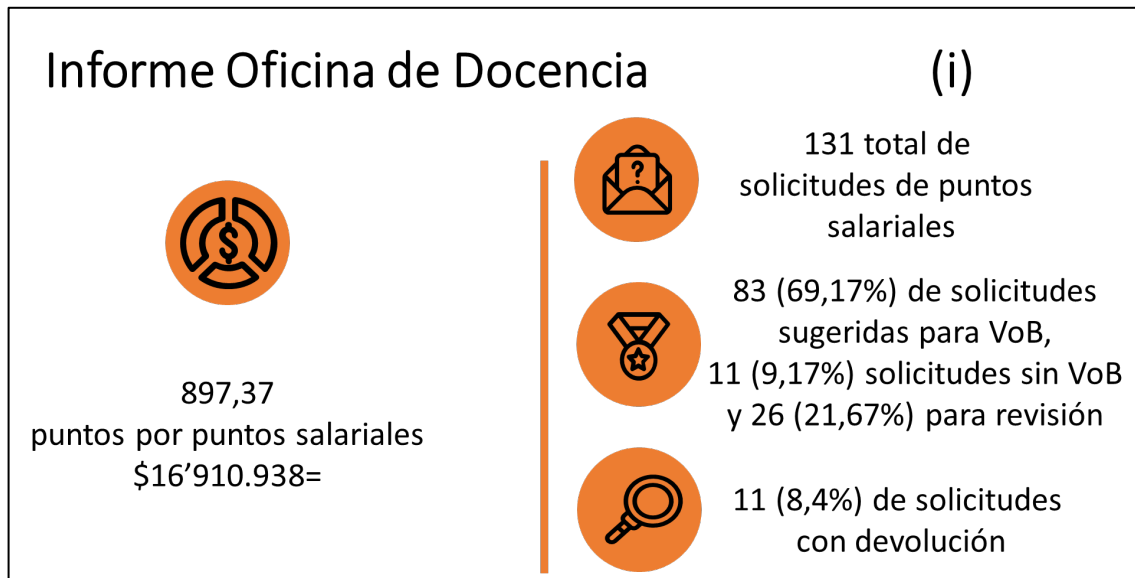 Informe Oficina de Docencia (i)
897,37
puntos por puntos salariales
$16’910.938=
?
$
131 total de
solicitudes de puntos
salariales
83 (69,17%) de solicitudes
sugeridas para VoB,
11 (9,17%) solicitudes sin VoB
y 26 (21,67%) para revisión
11 (8,4%) de solicitudes
con devolución